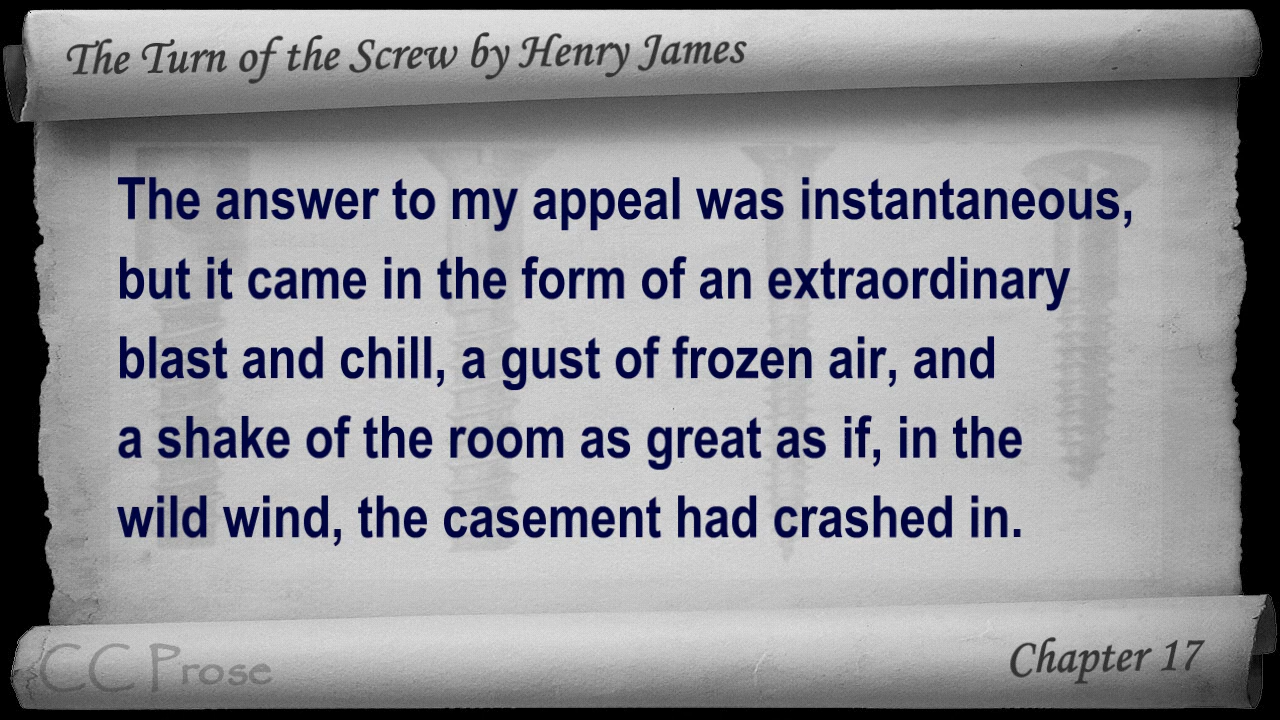 The Turn of the Screw by Henry James
The answer to my appeal was instantaneous,
but it came in the form of an extraordinary
blast and chill, a gust of frozen air, and
a shake of the room as great as if, in the
wild wind, the casement had crashed in.
CC Prose
Chapter 17